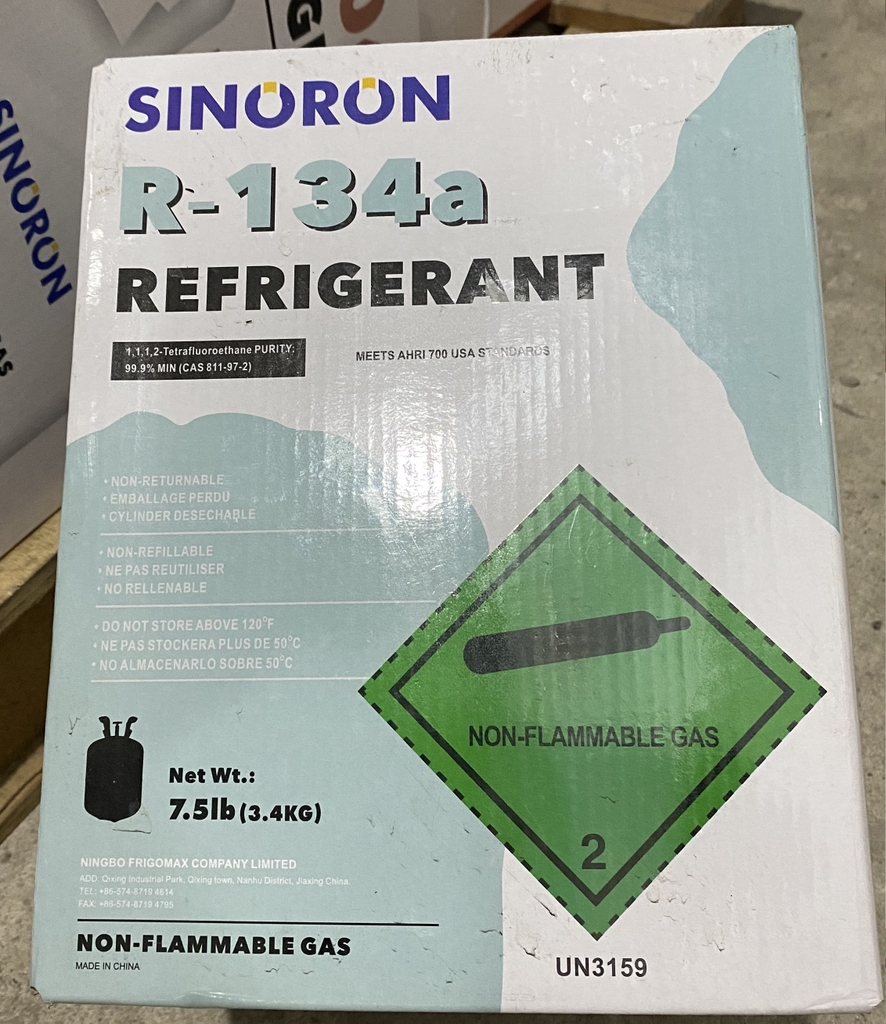 SINORON
R-134a
REFRIGERANT
1,1,1,2-Tetrafluoroethane PURITY:
99.9% MIN (CAS 811-97-2)
MEETS AHRI 700 USA STANDARDS
• NON-RETURNABLE
• EMBALLAGE PERDU
• CYLINDER DESECHABLE
• NON-REFILLABLE
• NE PAS REUTILISER
• NO RELLENABLE
• DO NOT STORE ABOVE 120°F
• NE PAS STOCKERA PLUS DE 50°C
• NO ALMACENARLO SOBRE 50°C
NON-FLAMMABLE GAS
2
Net Wt.:
7.5lb (3.4KG)
NINGBO FRIGOMAX COMPANY LIMITED
ADD: Qixing Industrial Park, Qixing town, Nanhu District, Jiaxing China.
TEL: +86-574-8719 4614
FAX: +86-574-8719 4795
NON-FLAMMABLE GAS
MADE IN CHINA
UN3159
SINORON